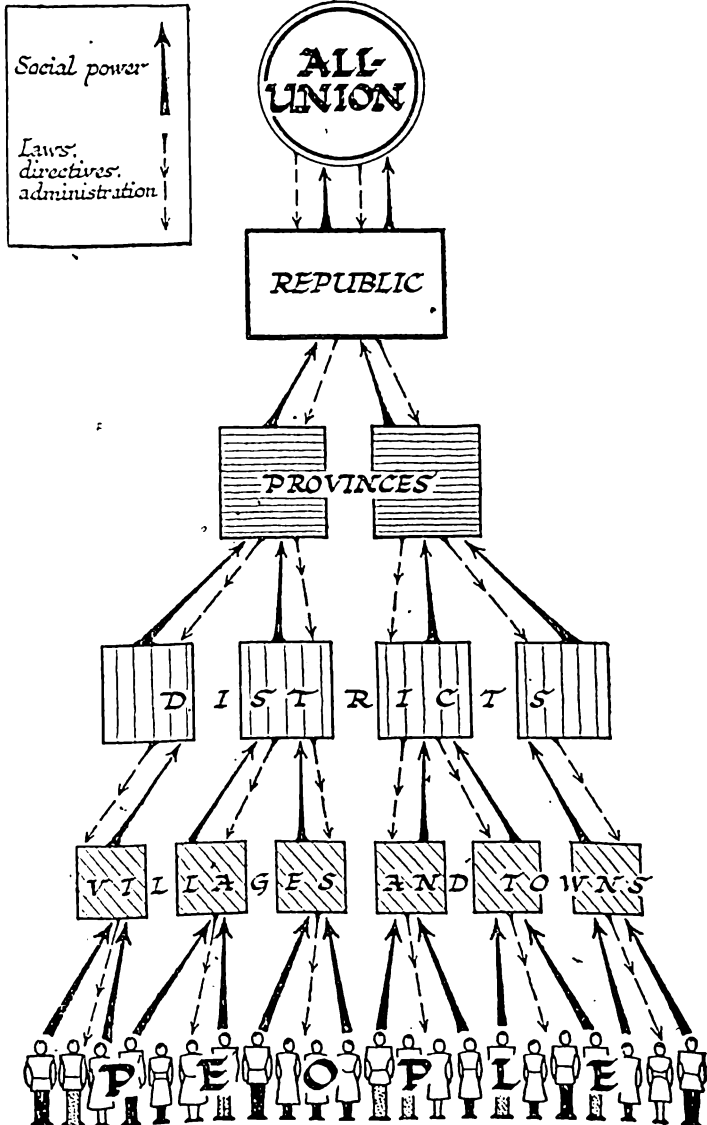 Social power
Laws,
directives,
administration
ALL-
UNION
REPUBLIC
PROVINCES
DISTRICTS
VILLAGES AND TOWNS
PEOPLE